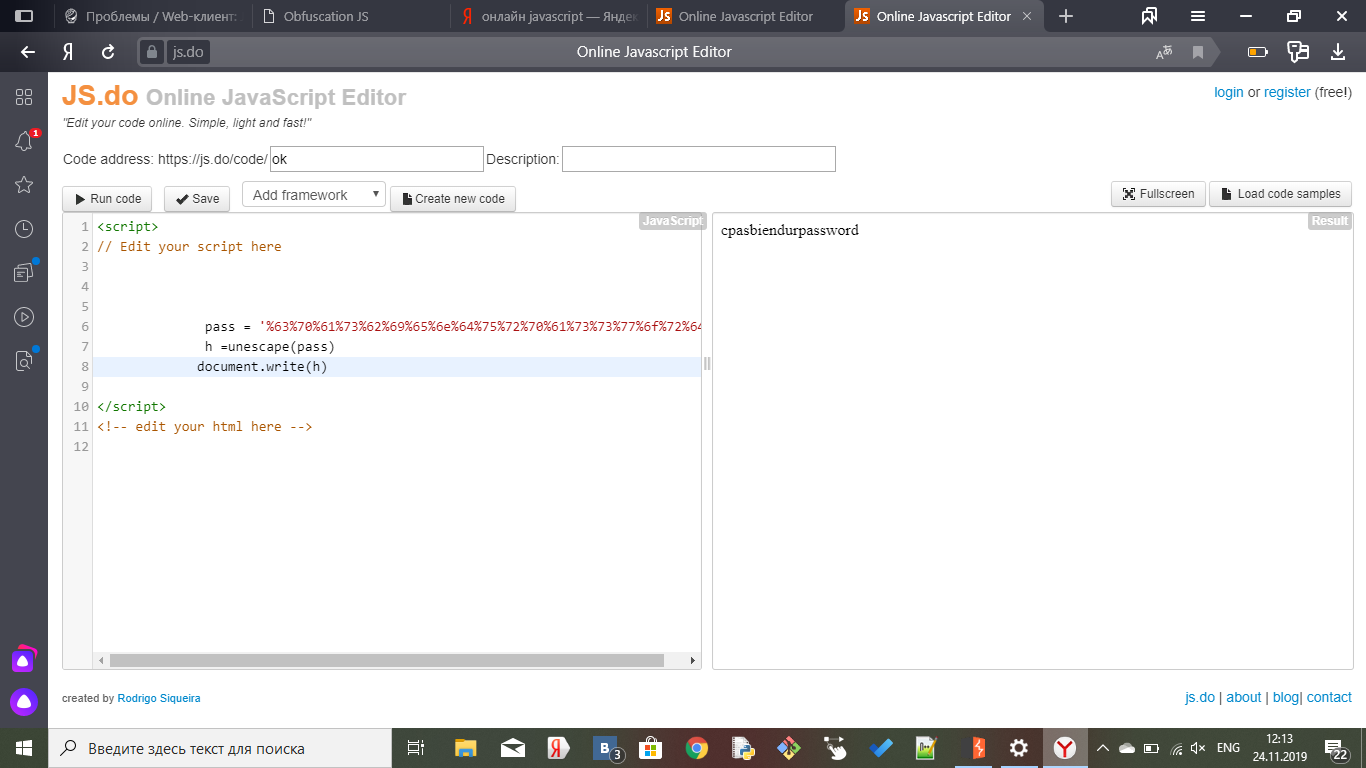 Проблемы / Web-клиент:
Obfuscation JS
онлайн javascript — Яндек
Online Javascript Editor
Online Javascript Editor
js.do
Online Javascript Editor
JS.do Online JavaScript Editor
login or register (free!)
"Edit your code online. Simple, light and fast!"
Code address: https://js.do/code/ ok Description:
Run code Save Add framework Create new code Fullscreen Load code samples
JavaScript
Result
1 <script>
2 // Edit your script here
3
4
5
6 pass = '%63%70%61%73%62%69%65%6e%64%75%72%70%61%73%73%77%6f%72%64
7 h =unescape(pass)
8 document.write(h)
9
10 </script>
11 <!-- edit your html here -->
12
cpasbiendurpassword
created by Rodrigo Siqueira
js.do | about | blog| contact
Введите здесь текст для поиска
3
ENG
12:13
24.11.2019
22
1